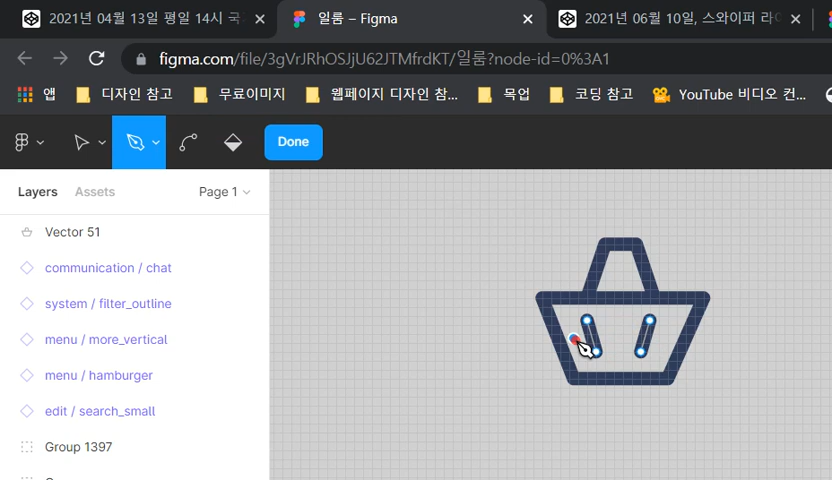 2021년 04월 13일 평일 14시 국
일룸 – Figma
2021년 06월 10일, 스와이퍼 라이
figma.com/file/3gVrJRhOSJjU62JTMfrdKT/일룸?node-id=0%3A1
앱 디자인 참고 무료이미지 웹페이지 디자인 참... 목업 코딩 참고 YouTube 비디오 컨...
Done
Layers Assets Page 1
Vector 51
communication / chat
system / filter_outline
menu / more_vertical
menu / hamburger
edit / search_small
Group 1397